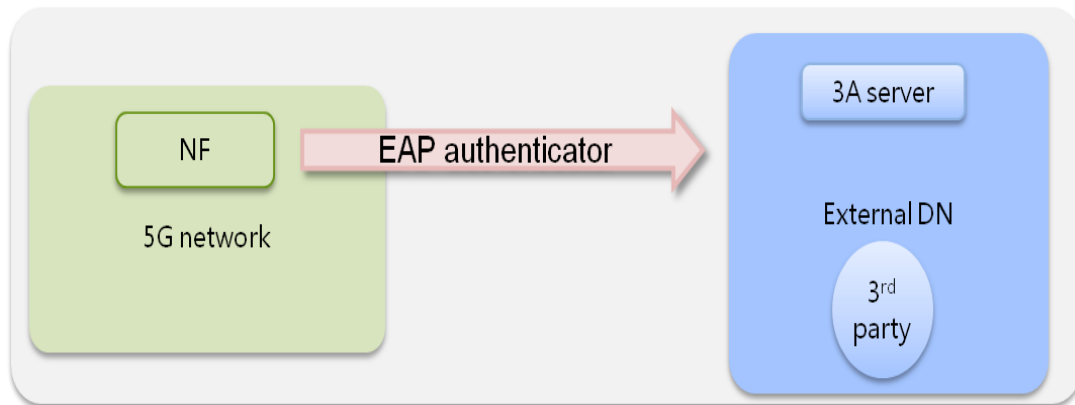 NF
5G network
EAP authenticator
3A server
External DN
3rd
party